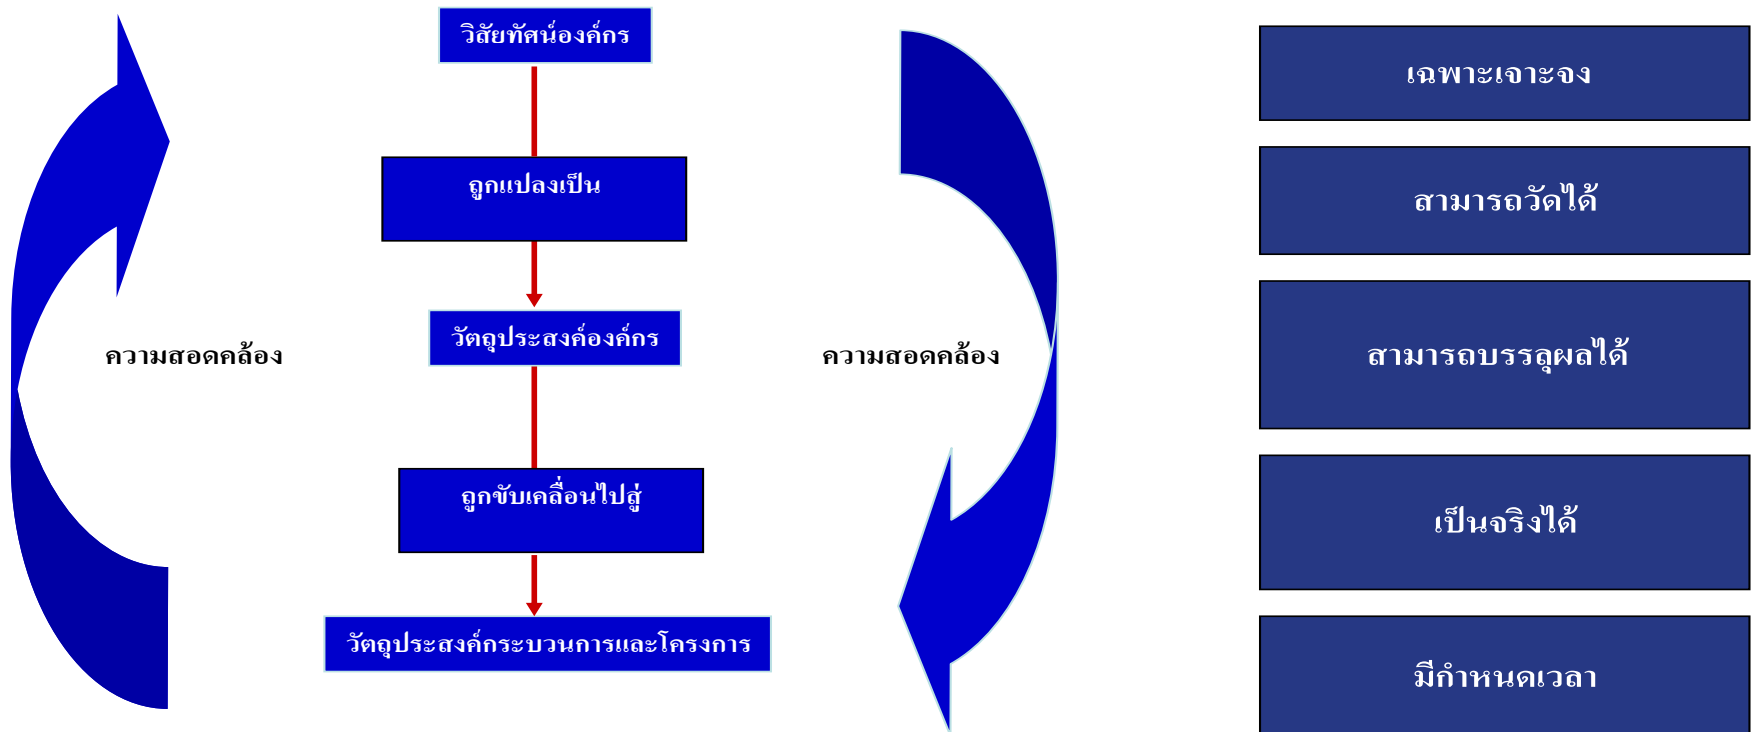 วิสัยทัศน์องค์กร
ถูกแปลงเป็น
วัตถุประสงค์องค์กร
ความสอดคล้อง
ความสอดคล้อง
ถูกขับเคลื่อนไปสู่
วัตถุประสงค์กระบวนการและโครงการ
เฉพาะเจาะจง
สามารถวัดได้
สามารถบรรลุผลได้
เป็นจริงได้
มีกำหนดเวลา